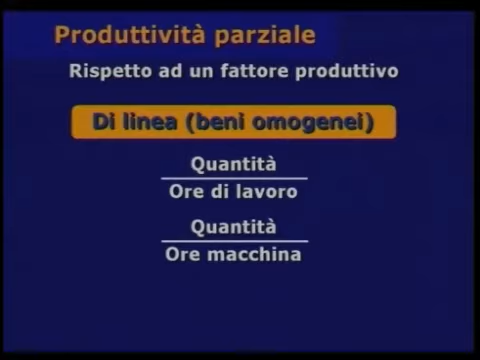 Produttività parziale
Rispetto ad un fattore produttivo
Di linea (beni omogenei)
Quantità
Ore di lavoro
Quantità
Ore macchina